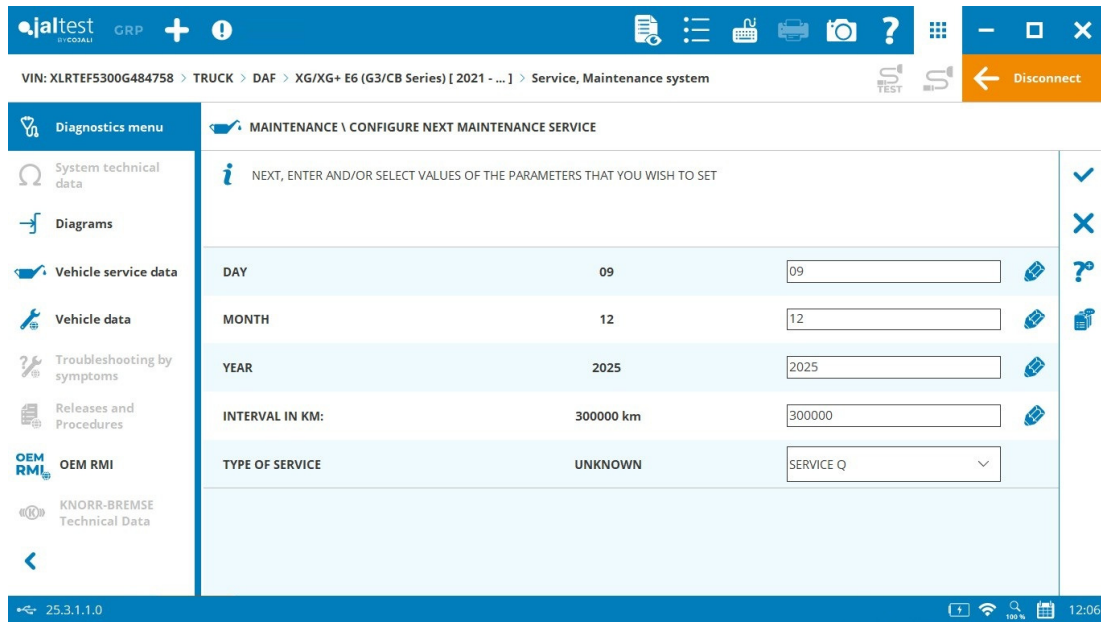 jaltest GRP
BY COJALI
TEST
VIN: XLRTEF5300G484758 > TRUCK > DAF > XG/XG+ E6 (G3/CB Series) [ 2021 - ... ] > Service, Maintenance system
Disconnect
Diagnostics menu
MAINTENANCE \ CONFIGURE NEXT MAINTENANCE SERVICE
System technical
data
NEXT, ENTER AND/OR SELECT VALUES OF THE PARAMETERS THAT YOU WISH TO SET
Diagrams
Vehicle service data
DAY 09 09
Vehicle data
MONTH 12 12
Troubleshooting by
symptoms
YEAR 2025 2025
Releases and
Procedures
INTERVAL IN KM: 300000 km 300000
OEM
RMI
OEM RMI
TYPE OF SERVICE UNKNOWN SERVICE Q
KNORR-BREMSE
Technical Data
25.3.1.1.0
100 %
12:06